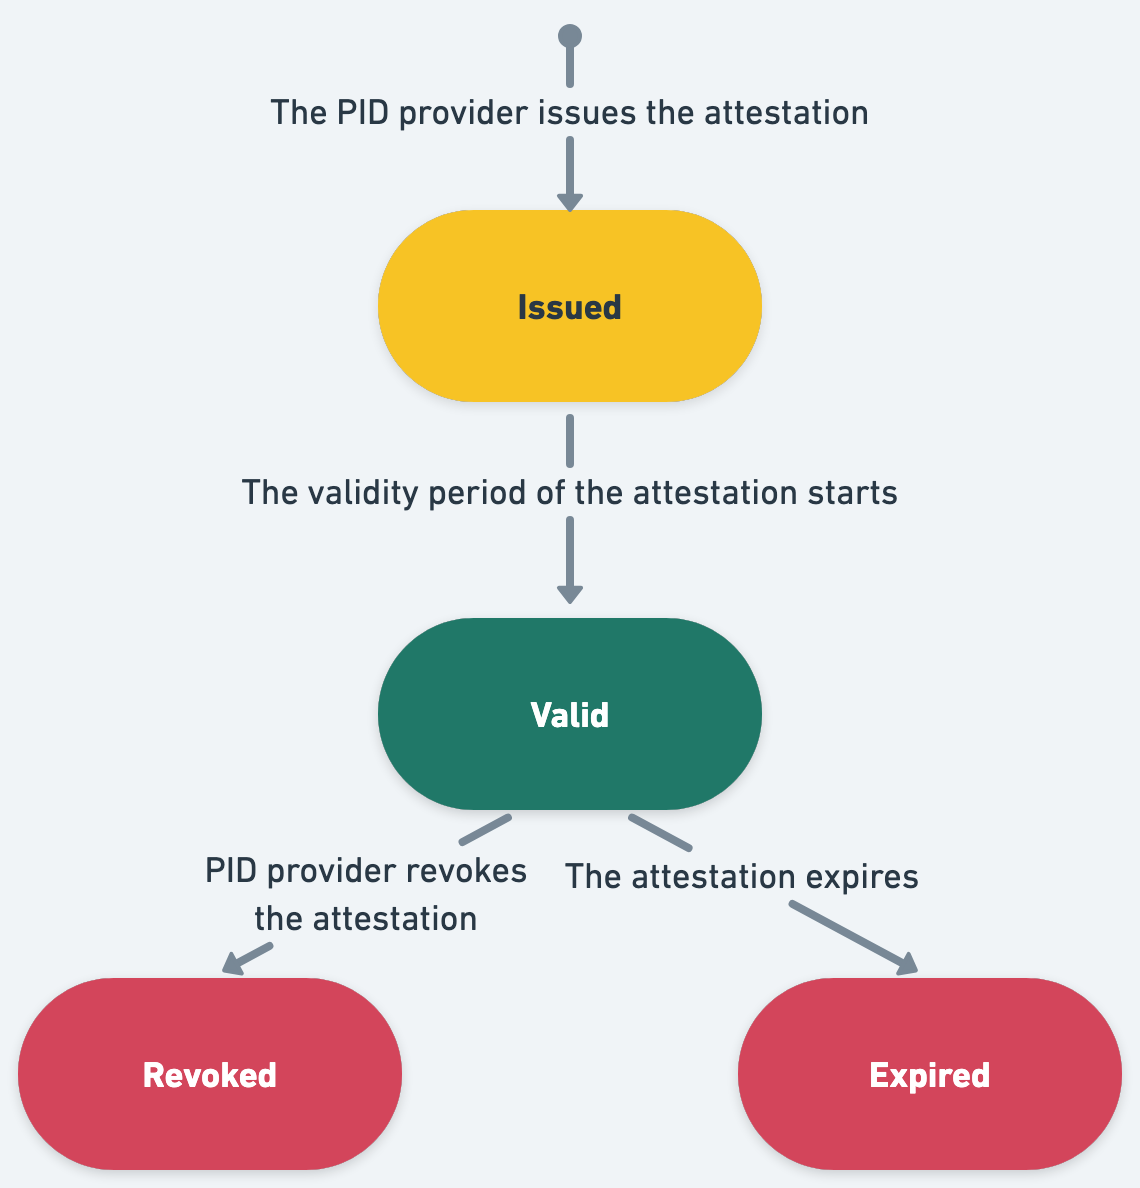 The PID provider issues the attestation
Issued
The validity period of the attestation starts
Valid
PID provider revokes
the attestation
The attestation expires
Revoked
Expired